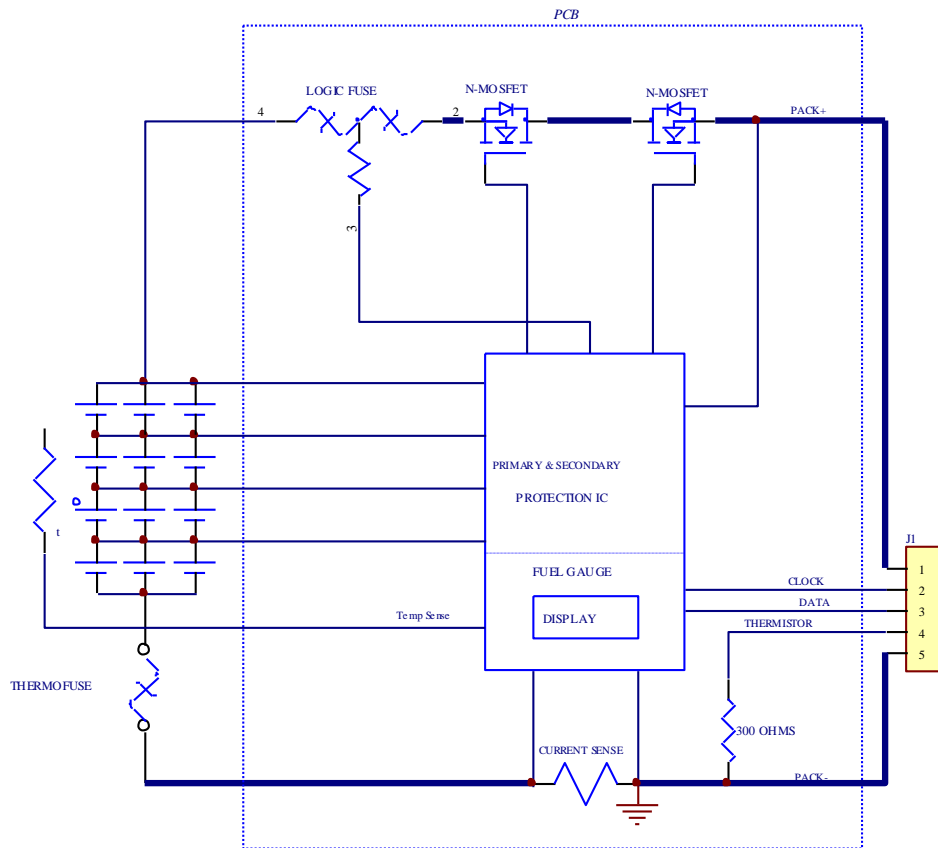 PCB
LOGIC FUSE
N-MOSFET
N-MOSFET
PACK+
4
2
3
PRIMARY & SECONDARY
PROTECTION IC
FUEL GAUGE
DISPLAY
t
Temp Sense
THERMOFUSE
CURRENT SENSE
300 OHMS
PACK-
CLOCK
DATA
THERMISTOR
J1
1
2
3
4
5